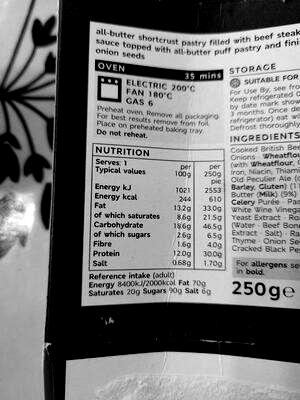 all-butter shortcrust pastry filled with beef steak
sauce topped with all-butter puff pastry and fini
onion seeds
OVEN 35 mins
ELECTRIC 200°C
FAN 180°C
GAS 6
Preheat oven. Remove all packaging.
For best results remove from foil.
Place on preheated baking tray.
Do not reheat.
NUTRITION
Serves: 1
Typical values per 100g per 250g pie
Energy kJ 1021 2553
Energy kcal 244 610
Fat 13.2g 33.0g
of which saturates 8.6g 21.5g
Carbohydrate 18.6g 46.5g
of which sugars 2.6g 6.5g
Fibre 1.6g 4.0g
Protein 12.0g 30.0g
Salt 0.68g 1.70g
Reference intake (adult)
Energy 8400kJ/2000kcal Fat 70g
Saturates 20g Sugars 90g Salt 6g
STORAGE
SUITABLE FOR
For Use By, see fro
Keep refrigerated 0
by date mark show
3 months. Once de
refrigerator) eat wi
Defrost thoroughly
INGREDIENTS
Cooked British Bee
Onions · Wheatflo
(with Wheatflour, C
Iron, Niacin, Thiami
Old Peculier Ale (
Barley, Gluten) (1
Butter (Milk) (9%)
Celery Purée · Pa
White Wine Vinega
Yeast Extract · Ro
(Water · Beef Bon
Extract · Salt) · Ra
Thyme · Onion See
Cracked Black Pe
For allergens se
in bold.
250g e